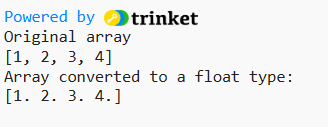 Powered by trinket
Original array
[1, 2, 3, 4]
Array converted to a float type:
[1. 2. 3. 4.]